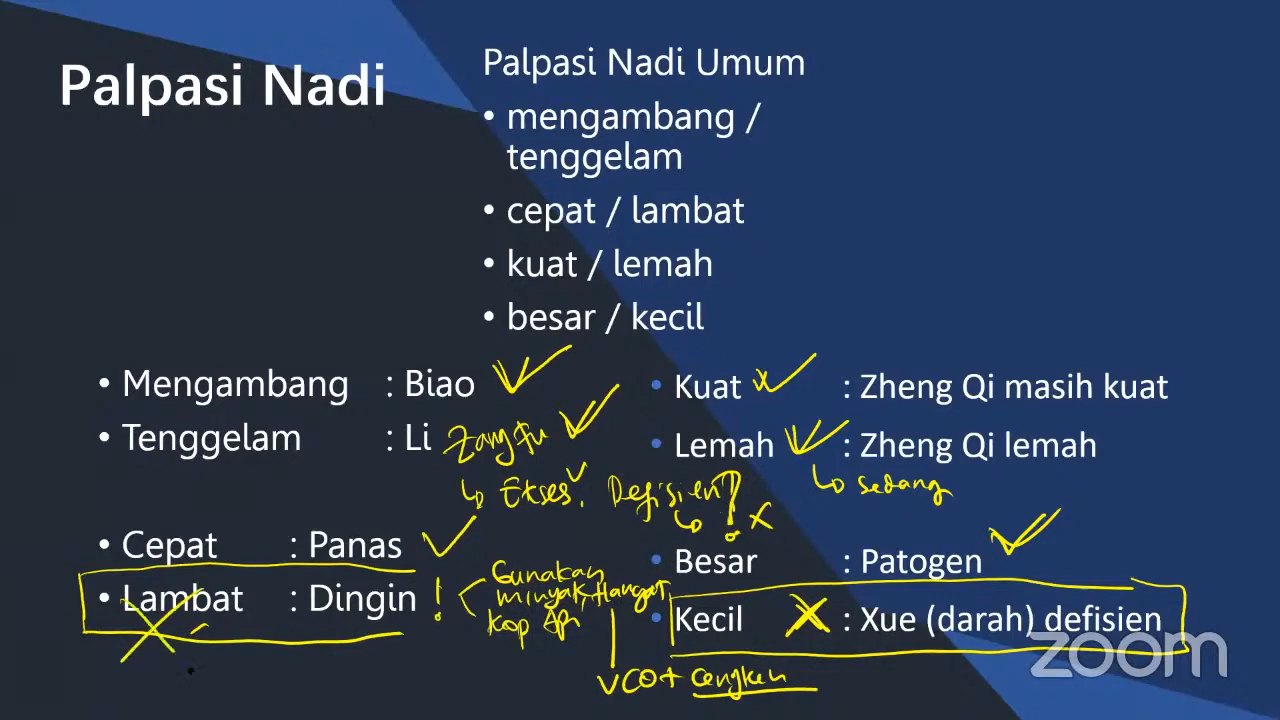 Palpasi Nadi
Palpasi Nadi Umum
• mengambang /
tenggelam
• cepat / lambat
• kuat / lemah
• besar / kecil
• Mengambang : Biao
• Tenggelam : Li Zangfu
↳ Ekses, Defisien?
• Cepat : Panas
• Lambat : Dingin !
Gunakan
minyak, Hangat
kop Api
VCO + cengkeh
• Kuat : Zheng Qi masih kuat
• Lemah : Zheng Qi lemah
↳ sedang
• Besar : Patogen
• Kecil : Xue (darah) defisien
zoom